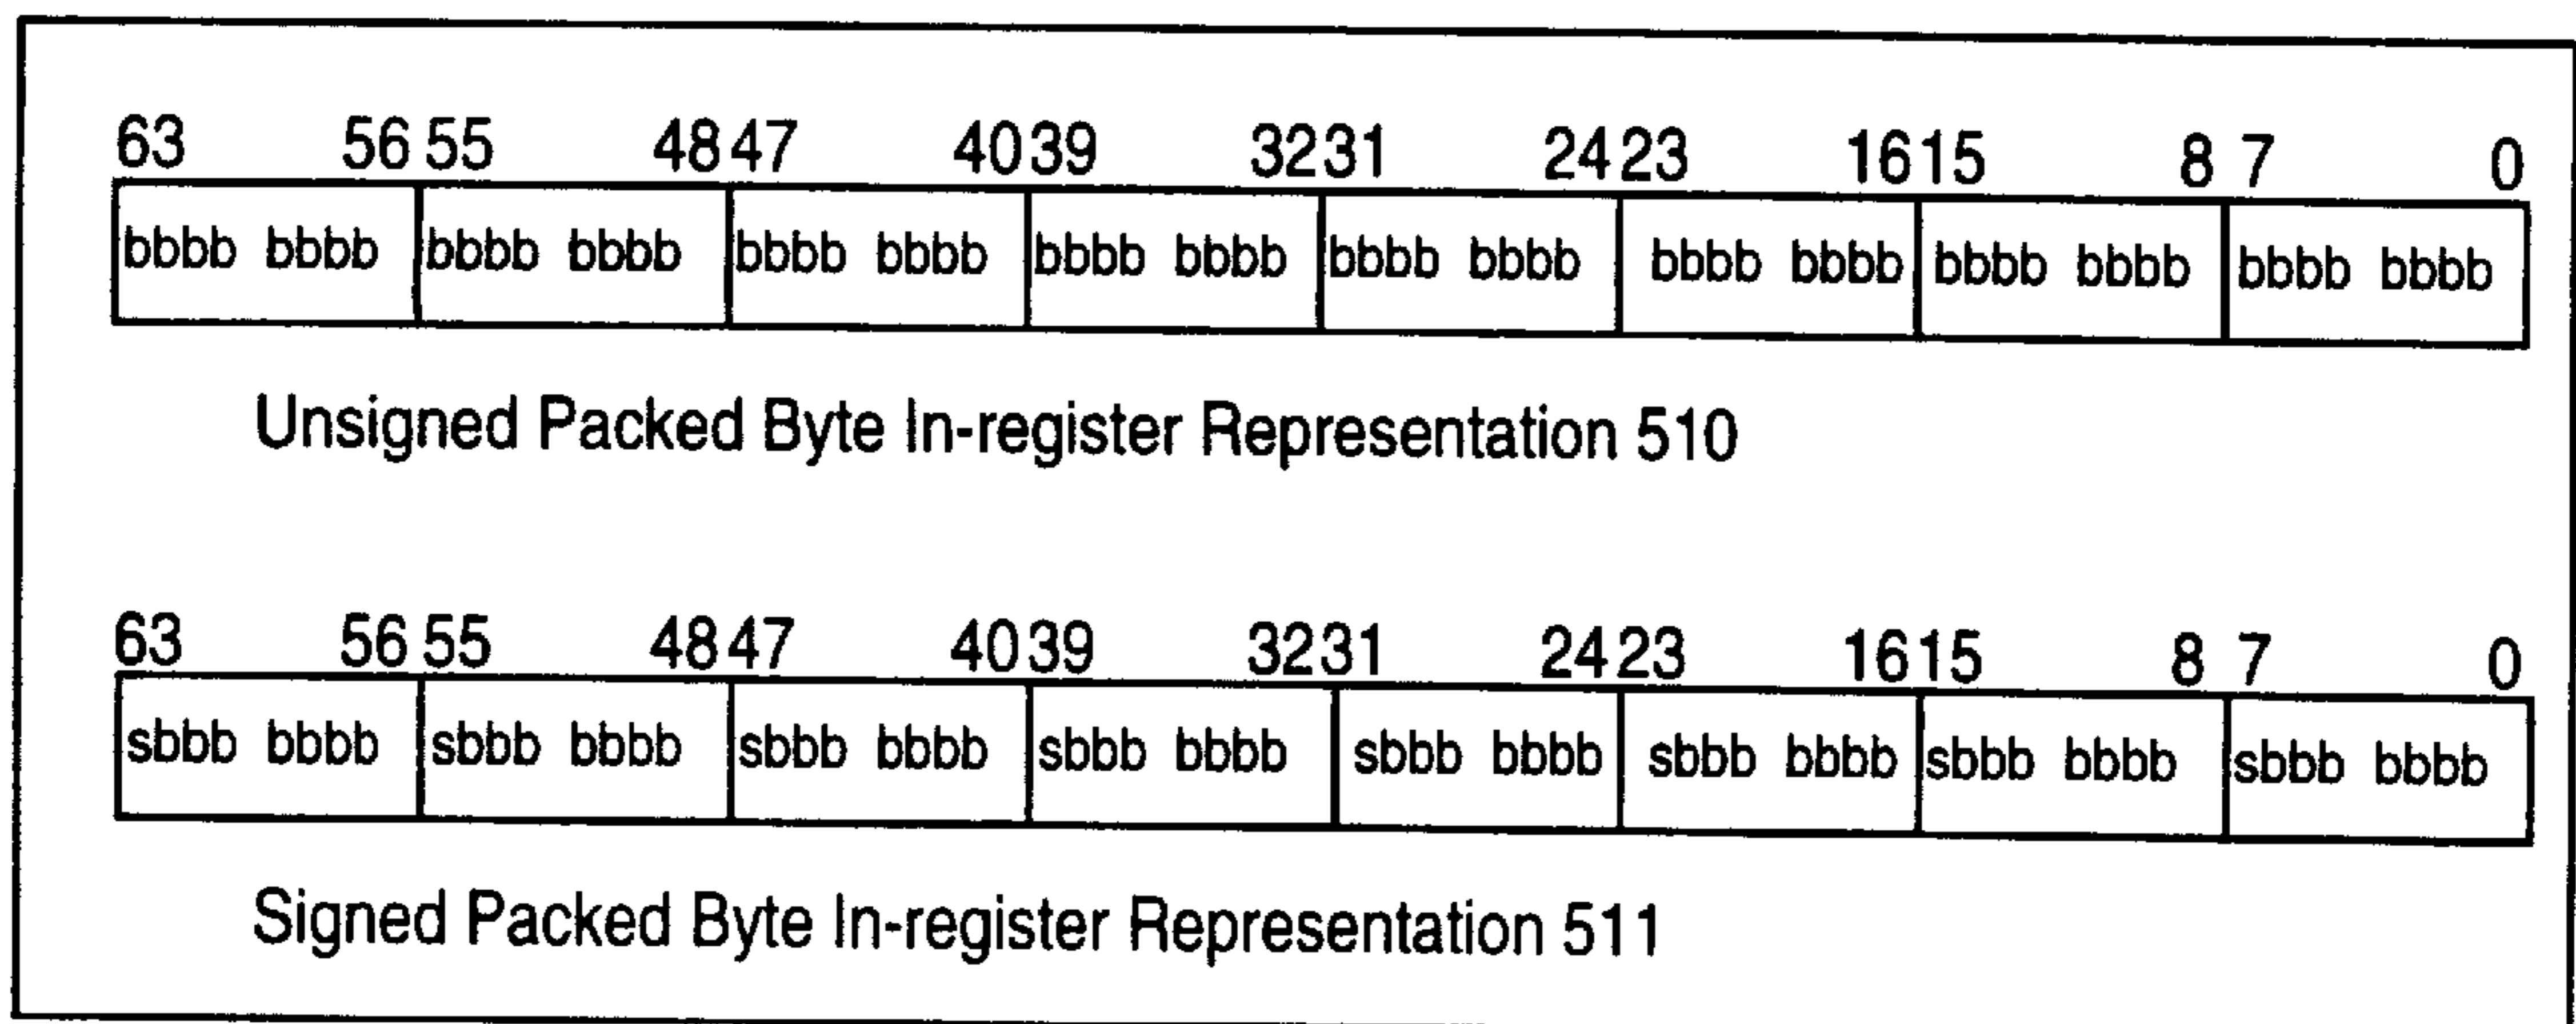 63 56 55 48 47 40 39 32 31 24 23 16 15 8 7 0
bbbb bbbb bbbb bbbb bbbb bbbb bbbb bbbb bbbb bbbb bbbb bbbb bbbb bbbb bbbb bbbb
Unsigned Packed Byte In-register Representation 510
63 56 55 48 47 40 39 32 31 24 23 16 15 8 7 0
sbbb bbbb sbbb bbbb sbbb bbbb sbbb bbbb sbbb bbbb sbbb bbbb sbbb bbbb sbbb bbbb
Signed Packed Byte In-register Representation 511